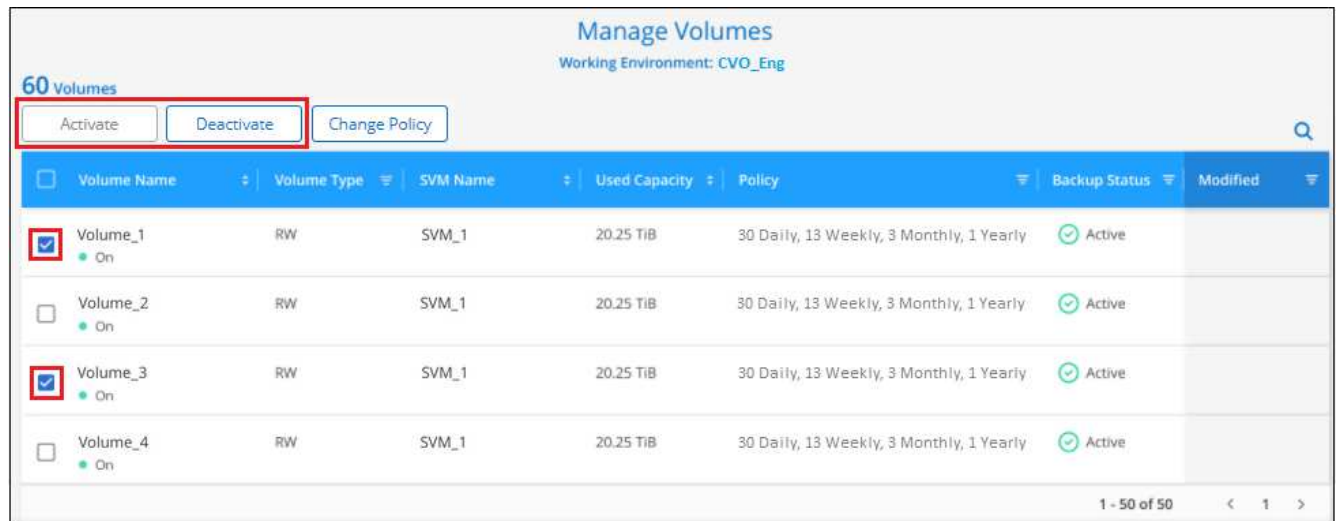 Manage Volumes
Working Environment: CVO_Eng
60 Volumes
Activate Deactivate Change Policy
Volume Name Volume Type SVM Name Used Capacity Policy Backup Status Modified
Volume_1 RW SVM_1 20.25 TiB 30 Daily, 13 Weekly, 3 Monthly, 1 Yearly Active
On
Volume_2 RW SVM_1 20.25 TiB 30 Daily, 13 Weekly, 3 Monthly, 1 Yearly Active
On
Volume_3 RW SVM_1 20.25 TiB 30 Daily, 13 Weekly, 3 Monthly, 1 Yearly Active
On
Volume_4 RW SVM_1 20.25 TiB 30 Daily, 13 Weekly, 3 Monthly, 1 Yearly Active
On
1 - 50 of 50 < 1 >